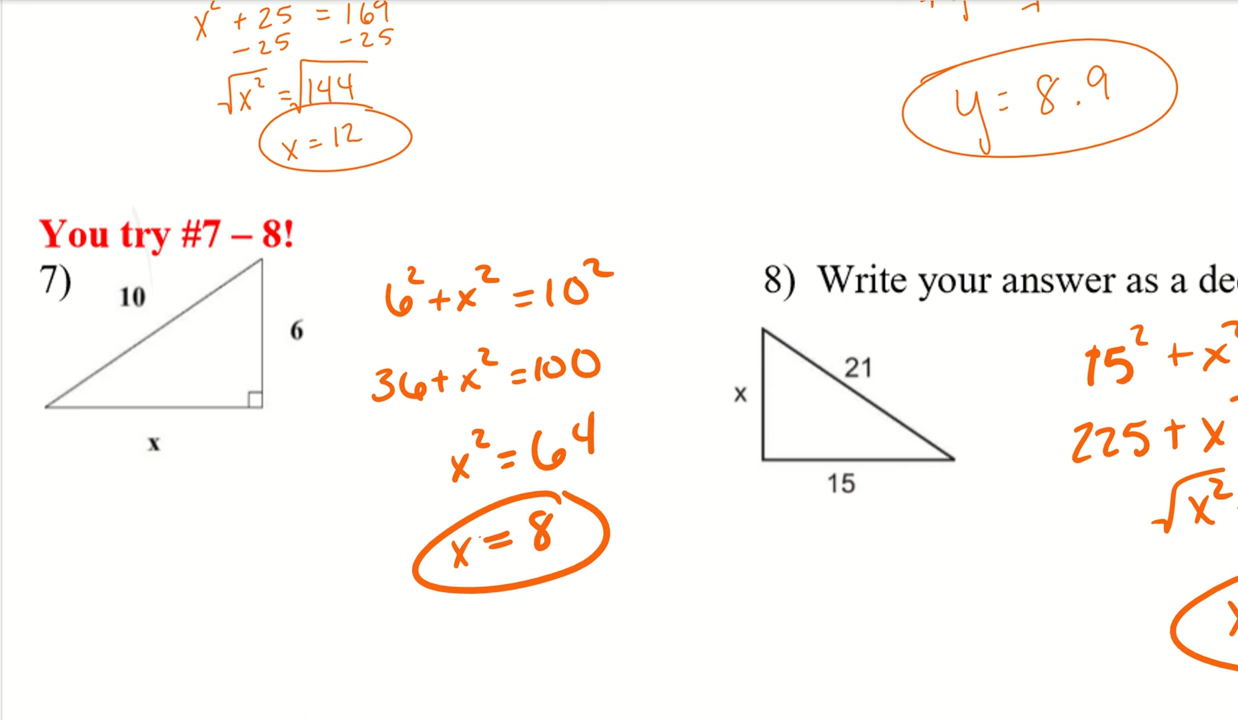 x² + 25 = 169
-25 -25
√x² = √144
x = 12
y = 8.9
You try #7 – 8!
7)
10
6
x
6² + x² = 10²
36 + x² = 100
x² = 64
x = 8
8) Write your answer as a de
x
21
15
15² + x²
225 + x
√x²